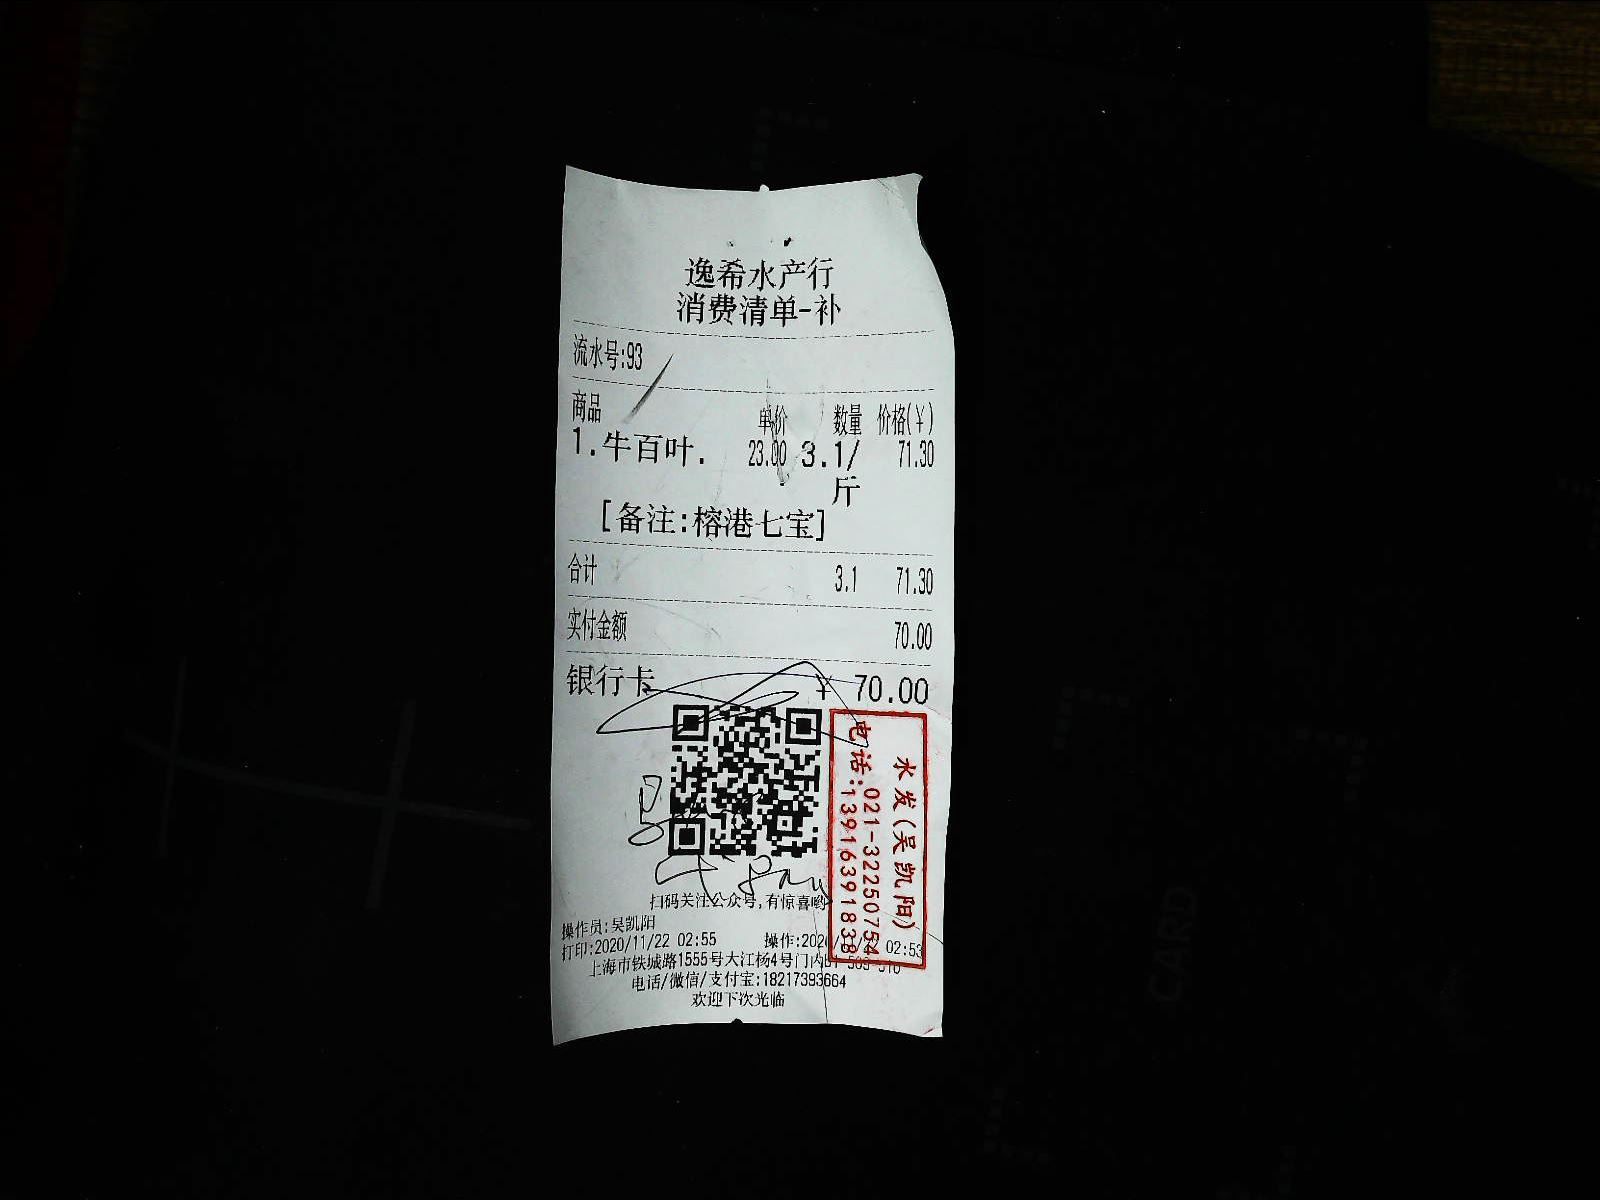 逸希水产行
消费清单-补
流水号:93
商品 单价 数量 价格(¥)
1.牛百叶. 23.00 3.1/斤 71.30
[备注:榕港七宝]
合计 3.1 71.30
实付金额 70.00
银行卡 ¥ 70.00
水发(吴凯阳)
电话:021-32250754
13916391838
扫码关注公众号,有惊喜哟
操作员:吴凯阳
打印:2020/11/22 02:55 操作:2020/11/22 02:53
上海市铁城路1555号大江杨4号门内
电话/微信/支付宝:18217393664
欢迎下次光临